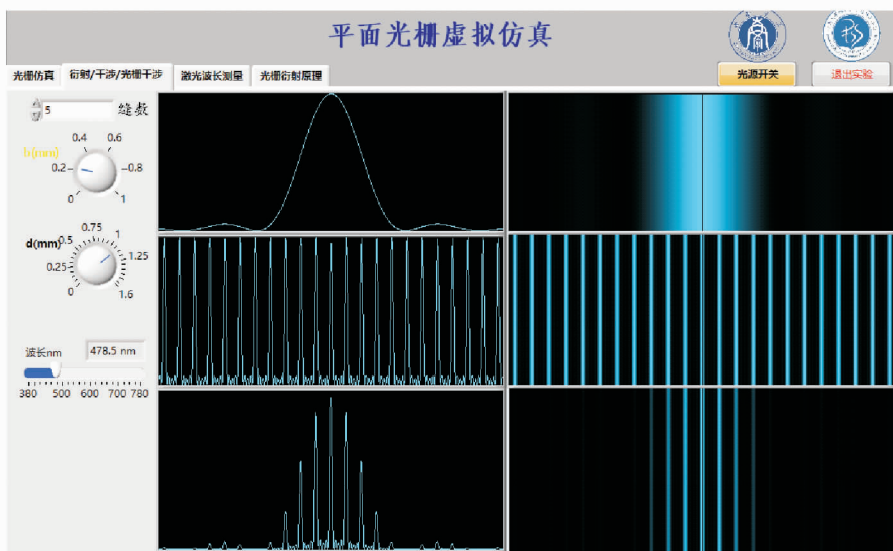 平面光栅虚拟仿真
光栅仿真 衍射/干涉/光栅干涉 激光波长测量 光栅衍射原理
光源开关 退出实验
5 缝数
b(mm)
0 0.2 0.4 0.6 0.8 1
d(mm)
0 0.25 0.5 0.75 1 1.25 1.6
波长nm 478.5 nm
380 500 600 700 780